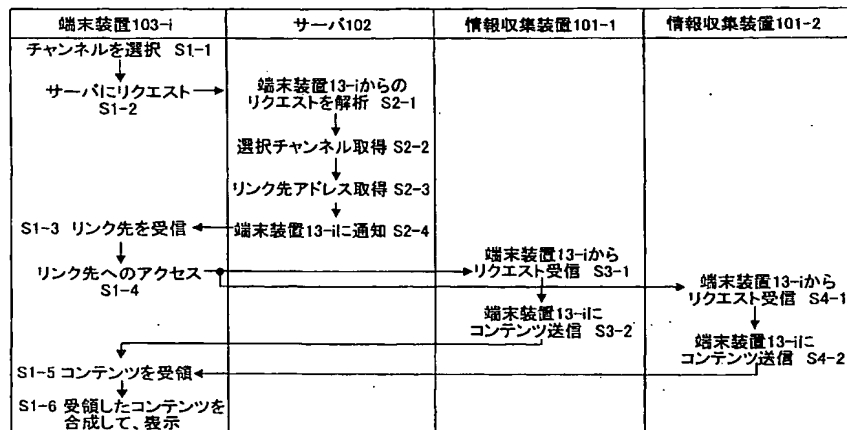 端末装置103-i
サーバ102
情報収集装置101-1
情報収集装置101-2
チャンネルを選択 S1-1
サーバにリクエスト
S1-2
端末装置13-iからの
リクエストを解析 S2-1
選択チャンネル取得 S2-2
リンク先アドレス取得 S2-3
端末装置13-iに通知 S2-4
S1-3 リンク先を受信
リンク先へのアクセス
S1-4
端末装置13-iから
リクエスト受信 S3-1
端末装置13-iから
リクエスト受信 S4-1
端末装置13-iに
コンテンツ送信 S3-2
端末装置13-iに
コンテンツ送信 S4-2
S1-5 コンテンツを受領
S1-6 受領したコンテンツを
合成して、表示